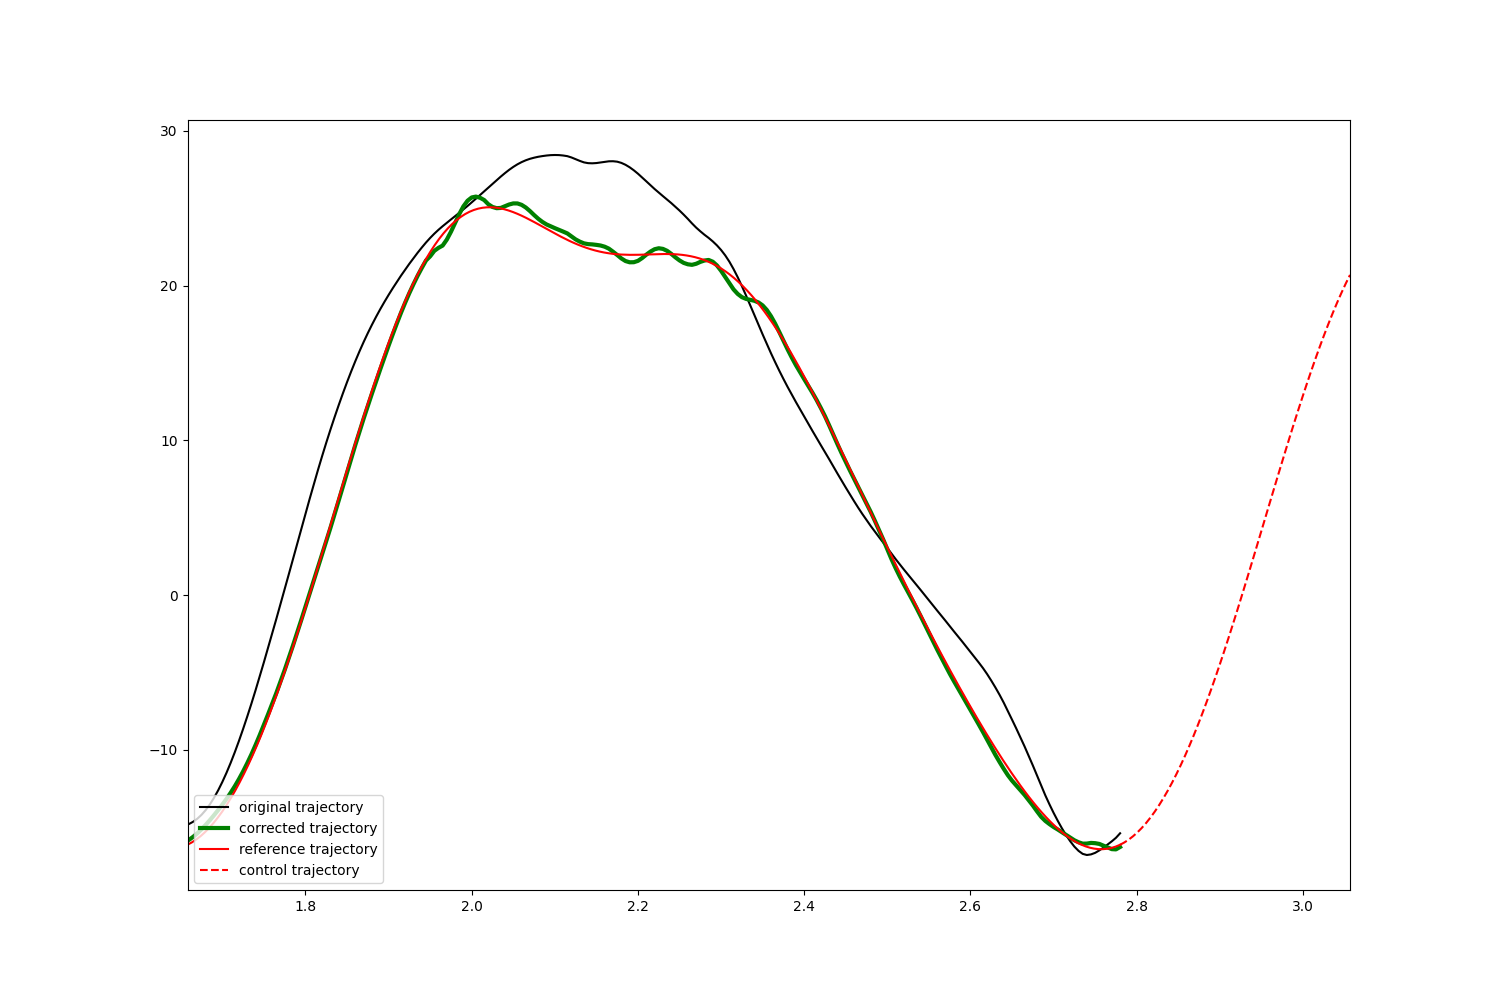 30
20
10
0
−10
original trajectory
corrected trajectory
reference trajectory
control trajectory
1.8 2.0 2.2 2.4 2.6 2.8 3.0